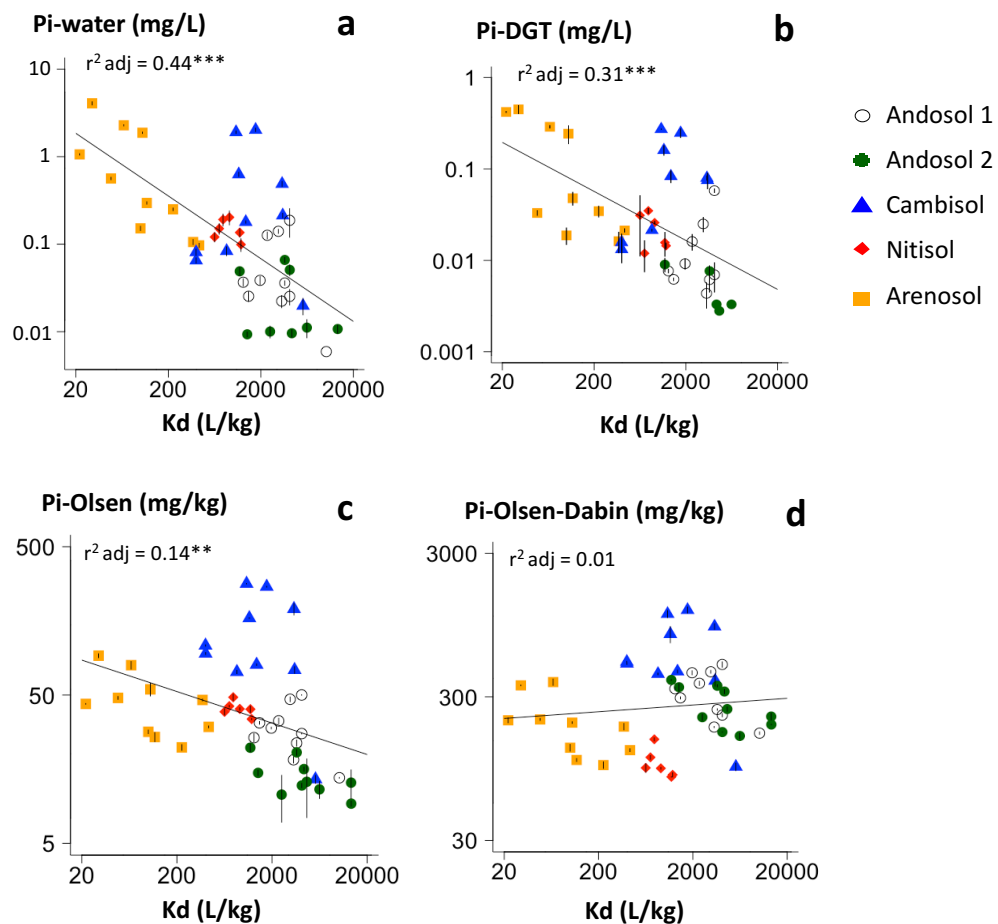 Pi-water (mg/L)
a
r² adj = 0.44***
10
1
0.1
0.01
20
200
2000
20000
Kd (L/kg)
Pi-DGT (mg/L)
b
r² adj = 0.31***
1
0.1
0.01
0.001
20
200
2000
20000
Kd (L/kg)
Andosol 1
Andosol 2
Cambisol
Nitisol
Arenosol
Pi-Olsen (mg/kg)
c
r² adj = 0.14**
500
50
5
20
200
2000
20000
Kd (L/kg)
Pi-Olsen-Dabin (mg/kg)
d
r² adj = 0.01
3000
300
30
20
200
2000
20000
Kd (L/kg)